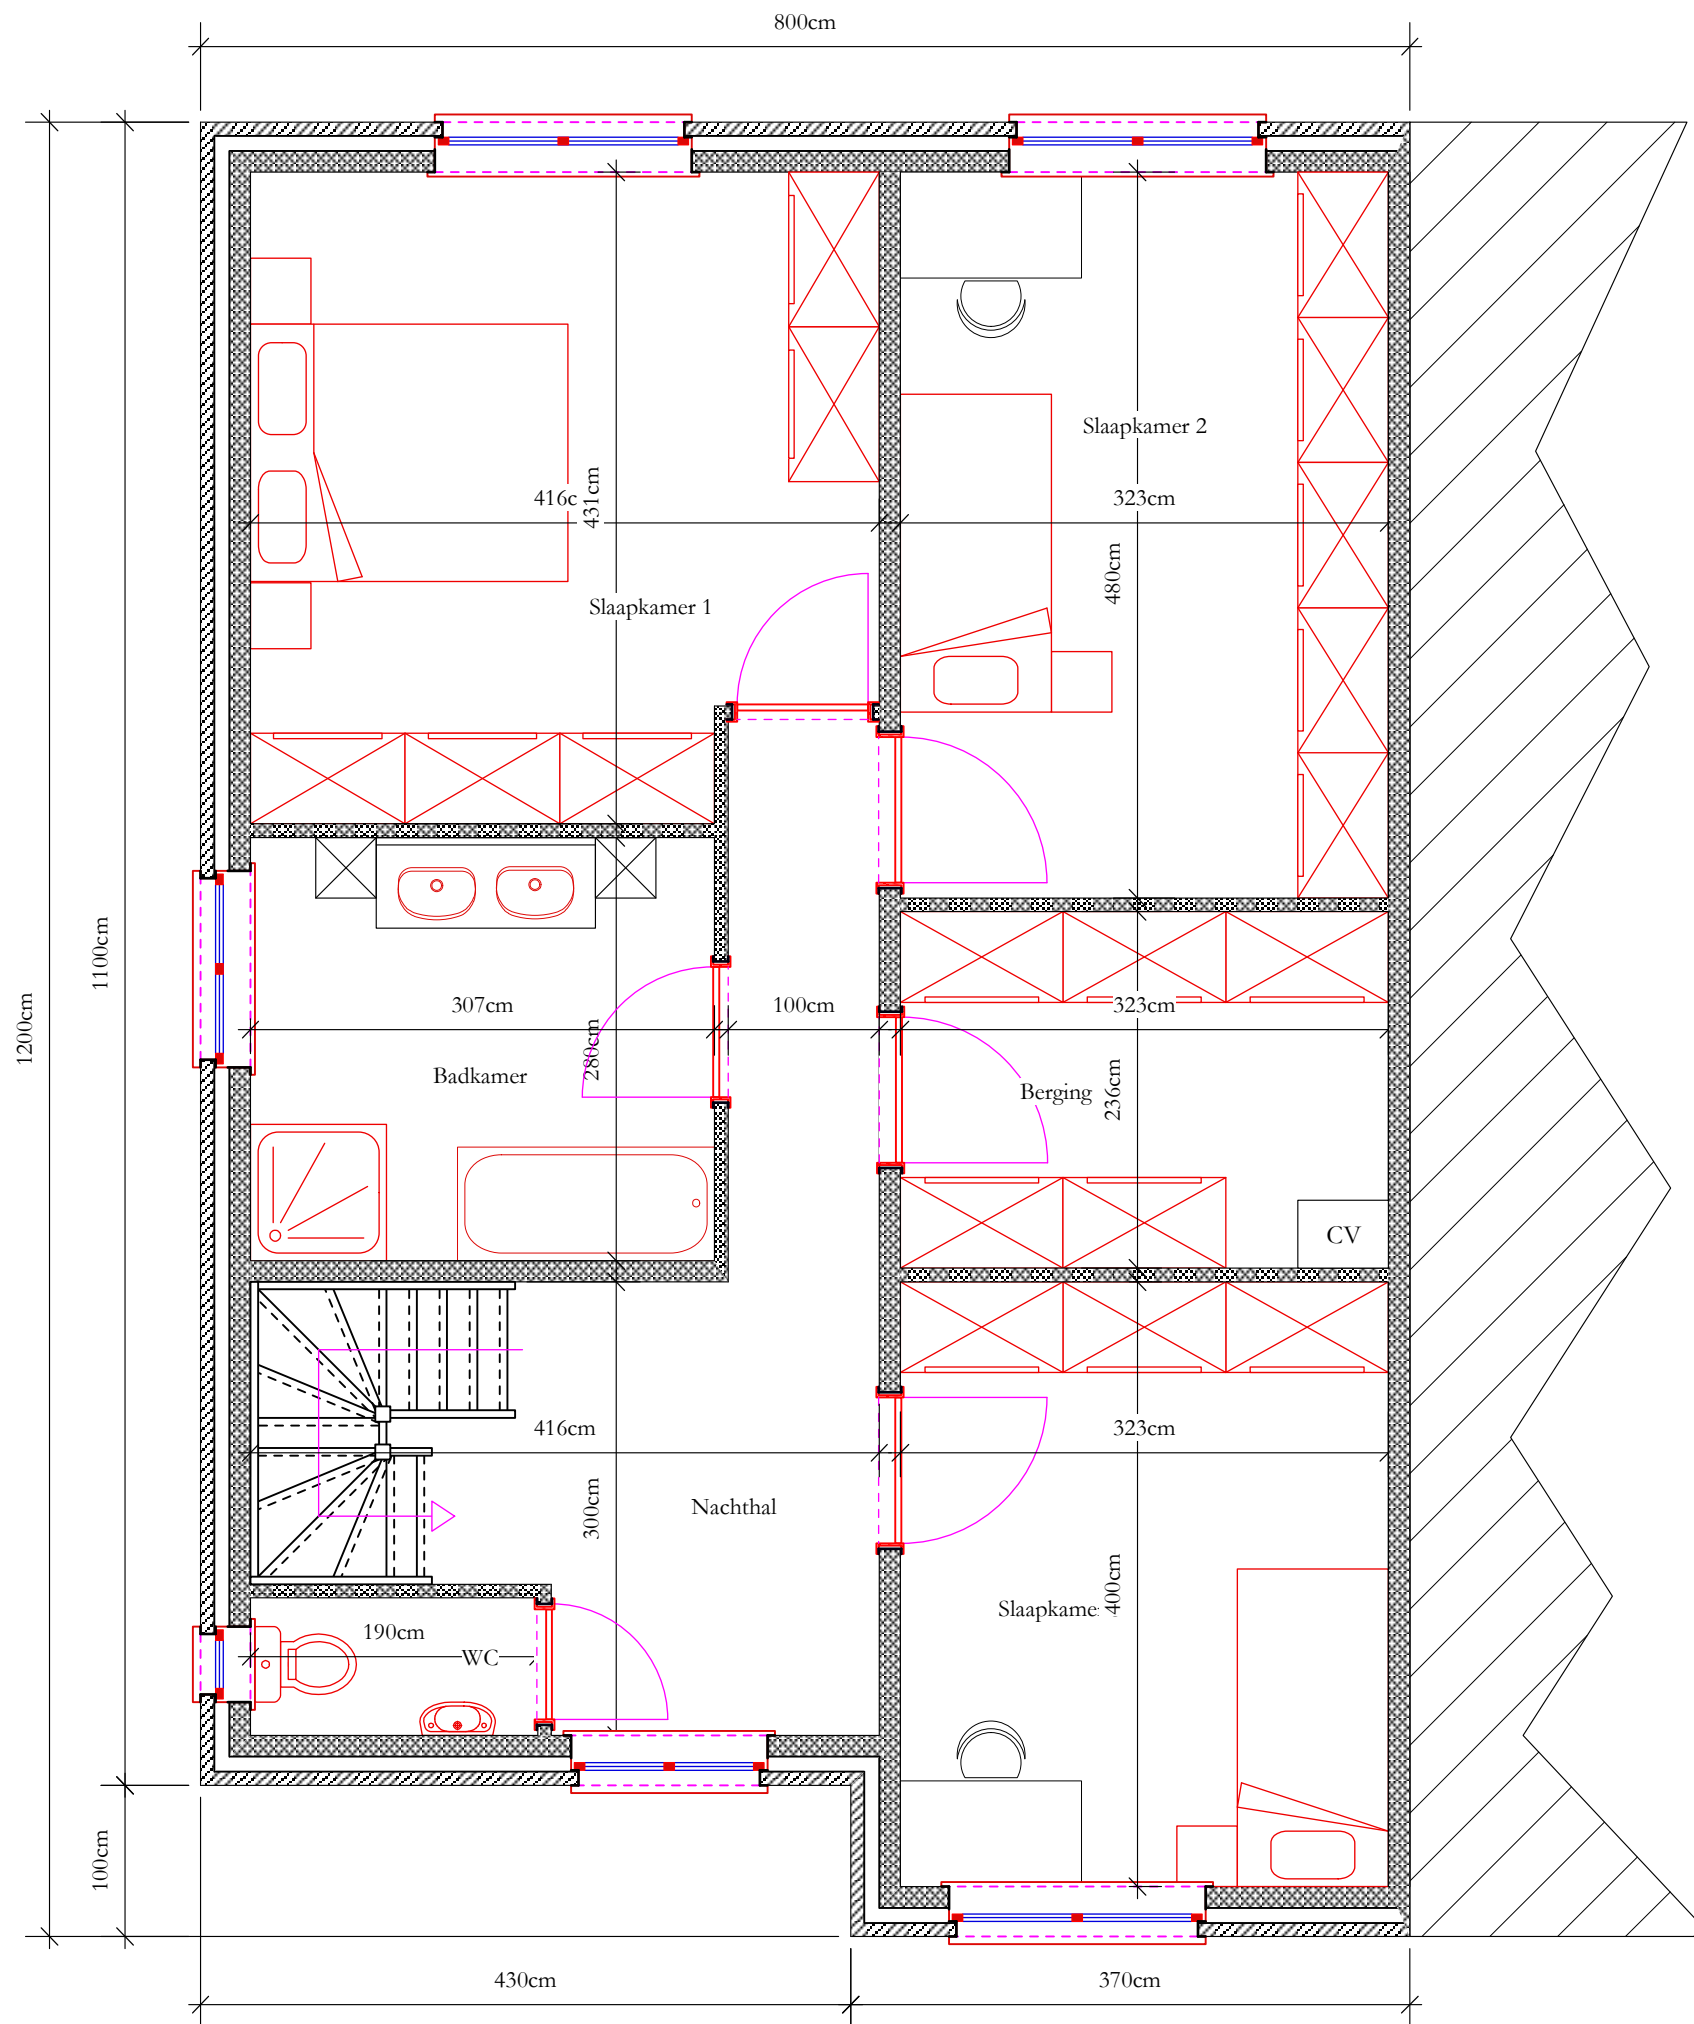 800cm
Slaapkamer 2
416c
431cm
323cm
480cm
Slaapkamer 1
1100cm
1200cm
307cm
100cm
323cm
280cm
Badkamer
Berging
236cm
CV
416cm
323cm
300cm
Nachthal
400cm
Slaapkame
190cm
WC
100cm
430cm
370cm